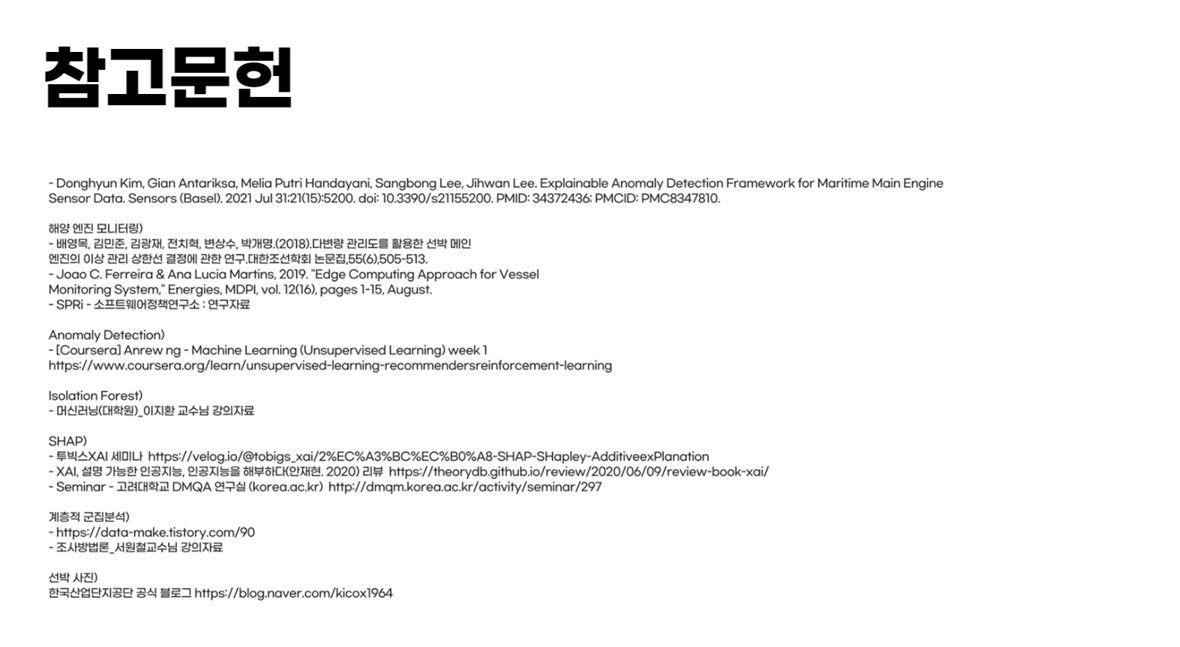 참고문헌
- Donghyun Kim, Gian Antariksa, Melia Putri Handayani, Sangbong Lee, Jihwan Lee. Explainable Anomaly Detection Framework for Maritime Main Engine
Sensor Data. Sensors (Basel). 2021 Jul 31;21(15):5200. doi: 10.3390/s21155200. PMID: 34372436; PMCID: PMC8347810.
해양 엔진 모니터링)
- 배영목, 김민준, 김광재, 전치혁, 변상수, 박개명.(2018).다변량 관리도를 활용한 선박 메인
엔진의 이상 관리 상한선 결정에 관한 연구.대한조선학회 논문집,55(6),505-513.
- Joao C. Ferreira & Ana Lucia Martins, 2019. "Edge Computing Approach for Vessel
Monitoring System," Energies, MDPI, vol. 12(16), pages 1-15, August.
- SPRi - 소프트웨어정책연구소 : 연구자료
Anomaly Detection)
- [Coursera] Anrew ng - Machine Learning (Unsupervised Learning) week 1
https://www.coursera.org/learn/unsupervised-learning-recommendersreinforcement-learning
Isolation Forest)
- 머신러닝(대학원)_이지환 교수님 강의자료
SHAP)
- 투빅스XAI 세미나 https://velog.io/@tobigs_xai/2%EC%A3%BC%EC%B0%A8-SHAP-SHapley-AdditiveexPlanation
- XAI, 설명 가능한 인공지능, 인공지능을 해부하다(안재현. 2020) 리뷰 https://theorydb.github.io/review/2020/06/09/review-book-xai/
- Seminar - 고려대학교 DMQA 연구실 (korea.ac.kr) http://dmqm.korea.ac.kr/activity/seminar/297
계층적 군집분석)
- https://data-make.tistory.com/90
- 조사방법론_서원철교수님 강의자료
선박 사진)
한국산업단지공단 공식 블로그 https://blog.naver.com/kicox1964